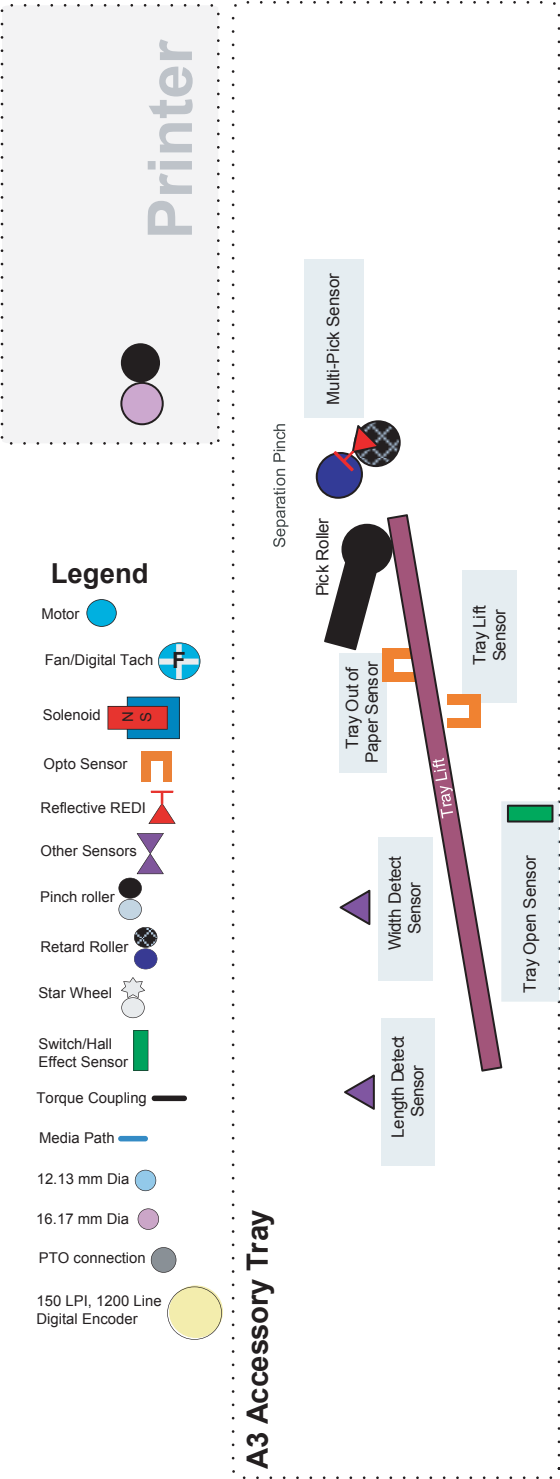 Printer
Multi-Pick Sensor
Separation Pinch
Pick Roller
Tray Lift
Sensor
Tray Out of
Paper Sensor
Tray Lift
Width Detect
Sensor
Tray Open Sensor
Length Detect
Sensor
A3 Accessory Tray
Legend
Motor
Fan/Digital Tach
F
Solenoid
N S
Opto Sensor
Reflective REDI
Other Sensors
Pinch roller
Retard Roller
Star Wheel
Switch/Hall
Effect Sensor
Torque Coupling
Media Path
12.13 mm Dia
16.17 mm Dia
PTO connection
150 LPI, 1200 Line
Digital Encoder